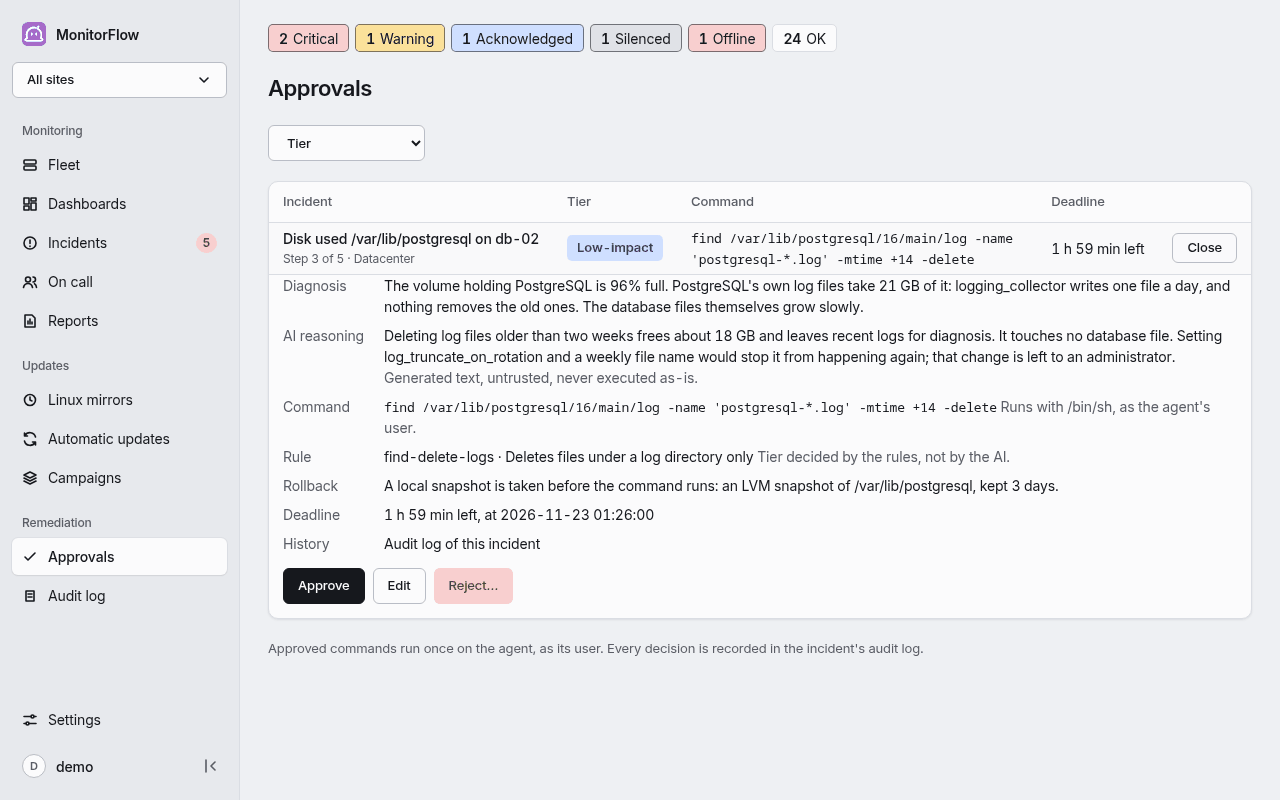 MonitorFlow
All sites
Monitoring
Fleet
Dashboards
Incidents 5
On call
Reports
Updates
Linux mirrors
Automatic updates
Campaigns
Remediation
Approvals
Audit log
Settings
D demo
2 Critical 1 Warning 1 Acknowledged 1 Silenced 1 Offline 24 OK
Approvals
Tier
Incident Tier Command Deadline
Disk used /var/lib/postgresql on db-02
Step 3 of 5 · Datacenter
Low-impact
find /var/lib/postgresql/16/main/log -name
'postgresql-*.log' -mtime +14 -delete
1 h 59 min left
Close
Diagnosis The volume holding PostgreSQL is 96% full. PostgreSQL's own log files take 21 GB of it: logging_collector writes one file a day, and
nothing removes the old ones. The database files themselves grow slowly.
AI reasoning Deleting log files older than two weeks frees about 18 GB and leaves recent logs for diagnosis. It touches no database file. Setting
log_truncate_on_rotation and a weekly file name would stop it from happening again; that change is left to an administrator.
Generated text, untrusted, never executed as-is.
Command find /var/lib/postgresql/16/main/log -name 'postgresql-*.log' -mtime +14 -delete Runs with /bin/sh, as the agent's
user.
Rule find-delete-logs · Deletes files under a log directory only Tier decided by the rules, not by the AI.
Rollback A local snapshot is taken before the command runs: an LVM snapshot of /var/lib/postgresql, kept 3 days.
Deadline 1 h 59 min left, at 2026-11-23 01:26:00
History Audit log of this incident
Approve Edit Reject...
Approved commands run once on the agent, as its user. Every decision is recorded in the incident's audit log.